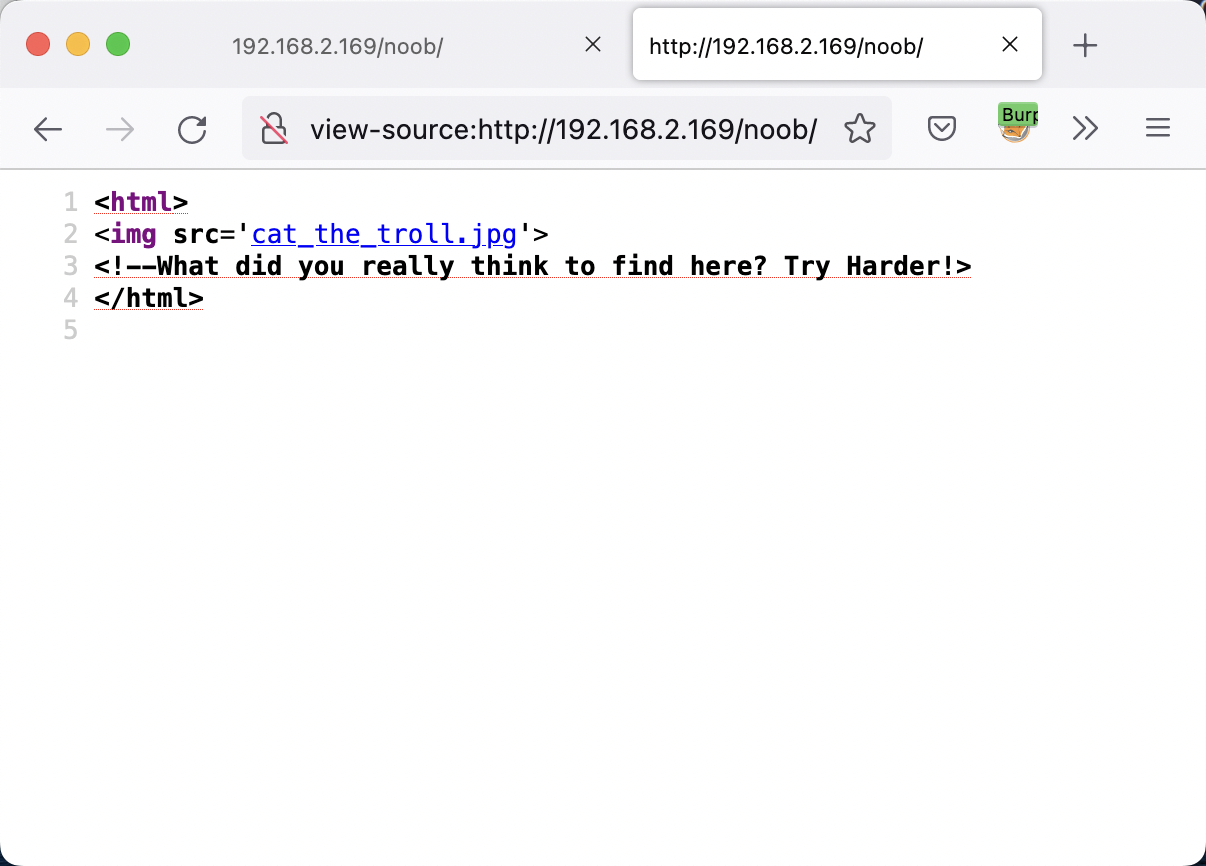 192.168.2.169/noob/
http://192.168.2.169/noob/
view-source:http://192.168.2.169/noob/
Burp
1 <html>
2 <img src='cat_the_troll.jpg'>
3 <!--What did you really think to find here? Try Harder!>
4 </html>
5